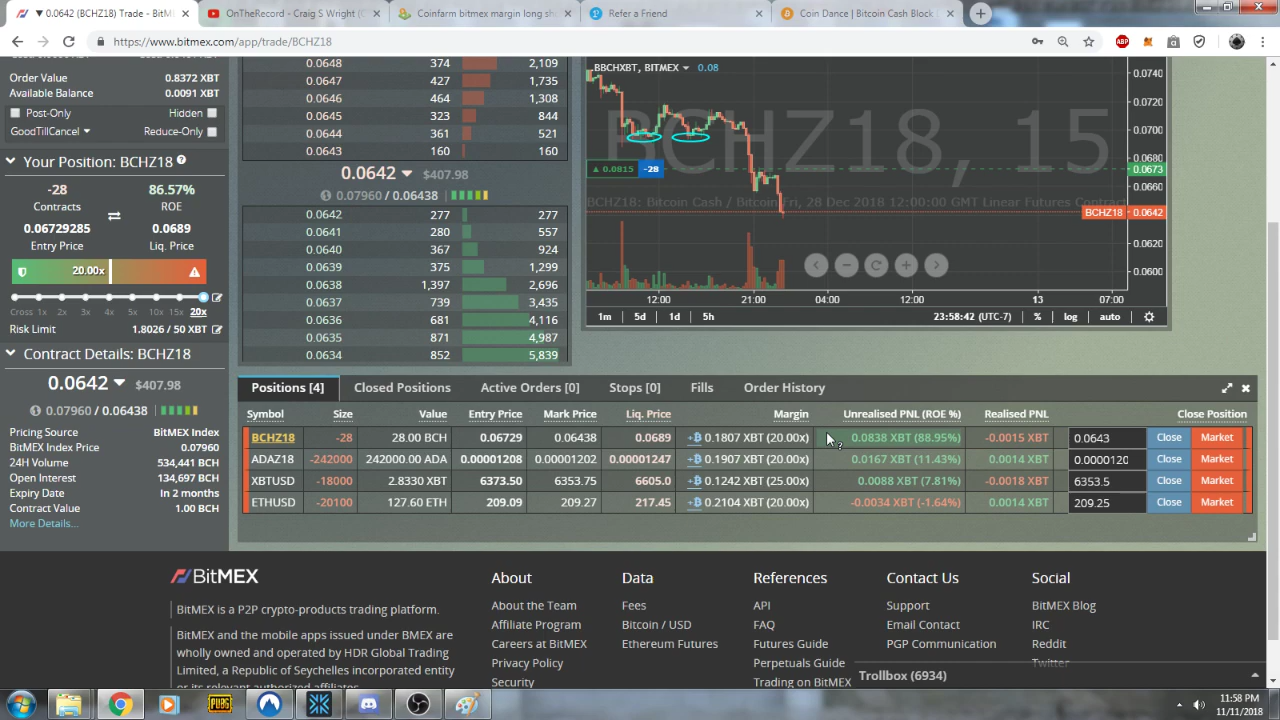 ▼ 0.0642 (BCHZ18) Trade - Bit
OnTheRecord - Craig S Wright (
Coinfarm bitmex margin long sh
Refer a Friend
Coin Dance | Bitcoin Cash Block
https://www.bitmex.com/app/trade/BCHZ18
Order Value 0.8372 XBT
Available Balance 0.0091 XBT
Post-Only Hidden
GoodTillCancel Reduce-Only
Your Position: BCHZ18
-28 86.57%
Contracts ROE
0.06729285 0.0689
Entry Price Liq. Price
20.00x
Cross 1x 2x 3x 4x 5x 10x 15x 20x
Risk Limit 1.8026 / 50 XBT
Contract Details: BCHZ18
0.0642 $407.98
0.07960 / 0.06438
Pricing Source BitMEX Index
BitMEX Index Price 0.07960
24H Volume 534,441 BCH
Open Interest 134,697 BCH
Expiry Date In 2 months
Contract Value 1.00 BCH
More Details...
0.0648 374 2,109
0.0647 427 1,735
0.0646 464 1,308
0.0645 323 844
0.0644 361 521
0.0643 160 160
0.0642 $407.98
0.07960 / 0.06438
0.0642 277 277
0.0641 280 557
0.0640 367 924
0.0639 375 1,299
0.0638 1,397 2,696
0.0637 739 3,435
0.0636 681 4,116
0.0635 871 4,987
0.0634 852 5,839
BBCHXBT, BITMEX 0.08
BCHZ18, 15
BCHZ18: Bitcoin Cash / Bitcoin Fri, 28 Dec 2018 12:00:00 GMT Linear Futures Contract
0.0815 -28
0.0740
0.0720
0.0700
0.0680
0.0673
0.0660
BCHZ18 0.0642
0.0620
0.0600
12:00 21:00 04:00 12:00 13 07:00
1m 5d 1d 5h 23:58:42 (UTC-7) % log auto
Positions [4] Closed Positions Active Orders [0] Stops [0] Fills Order History
Symbol Size Value Entry Price Mark Price Liq. Price Margin Unrealised PNL (ROE %) Realised PNL Close Position
BCHZ18 -28 28.00 BCH 0.06729 0.06438 0.0689 0.1807 XBT (20.00x) 0.0838 XBT (88.95%) -0.0015 XBT 0.0643 Close Market
ADAZ18 -242000 242000.00 ADA 0.00001208 0.00001202 0.00001247 0.1907 XBT (20.00x) 0.0167 XBT (11.43%) 0.0014 XBT 0.0000120 Close Market
XBTUSD -18000 2.8330 XBT 6373.50 6353.75 6605.0 0.1242 XBT (25.00x) 0.0088 XBT (7.81%) -0.0018 XBT 6353.5 Close Market
ETHUSD -20100 127.60 ETH 209.09 209.27 217.45 0.2104 XBT (20.00x) -0.0034 XBT (-1.64%) 0.0014 XBT 209.25 Close Market
BitMEX
BitMEX is a P2P crypto-products trading platform.
BitMEX and the mobile apps issued under BMEX are
wholly owned and operated by HDR Global Trading
Limited, a Republic of Seychelles incorporated entity
or its relevant authorized affiliates.
About
About the Team
Affiliate Program
Careers at BitMEX
Privacy Policy
Security
Data
Fees
Bitcoin / USD
Ethereum Futures
References
API
FAQ
Futures Guide
Perpetuals Guide
Trading on BitMEX
Contact Us
Support
Email Contact
PGP Communication
Social
BitMEX Blog
IRC
Reddit
Twitter
Trollbox (6934)
11:58 PM
11/11/2018